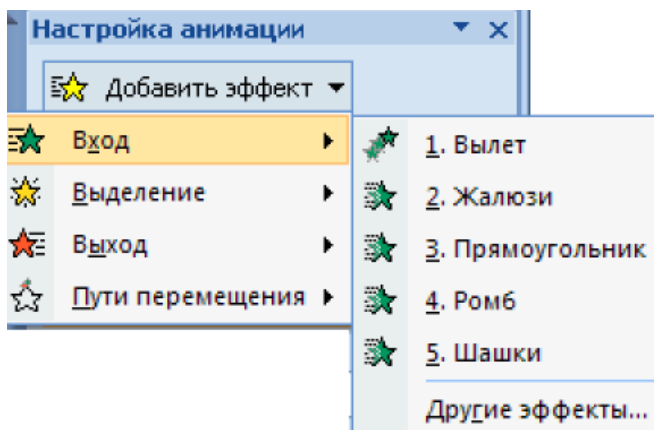 Настройка анимации
Добавить эффект
Вход
Выделение
Выход
Пути перемещения
1. Вылет
2. Жалюзи
3. Прямоугольник
4. Ромб
5. Шашки
Другие эффекты...